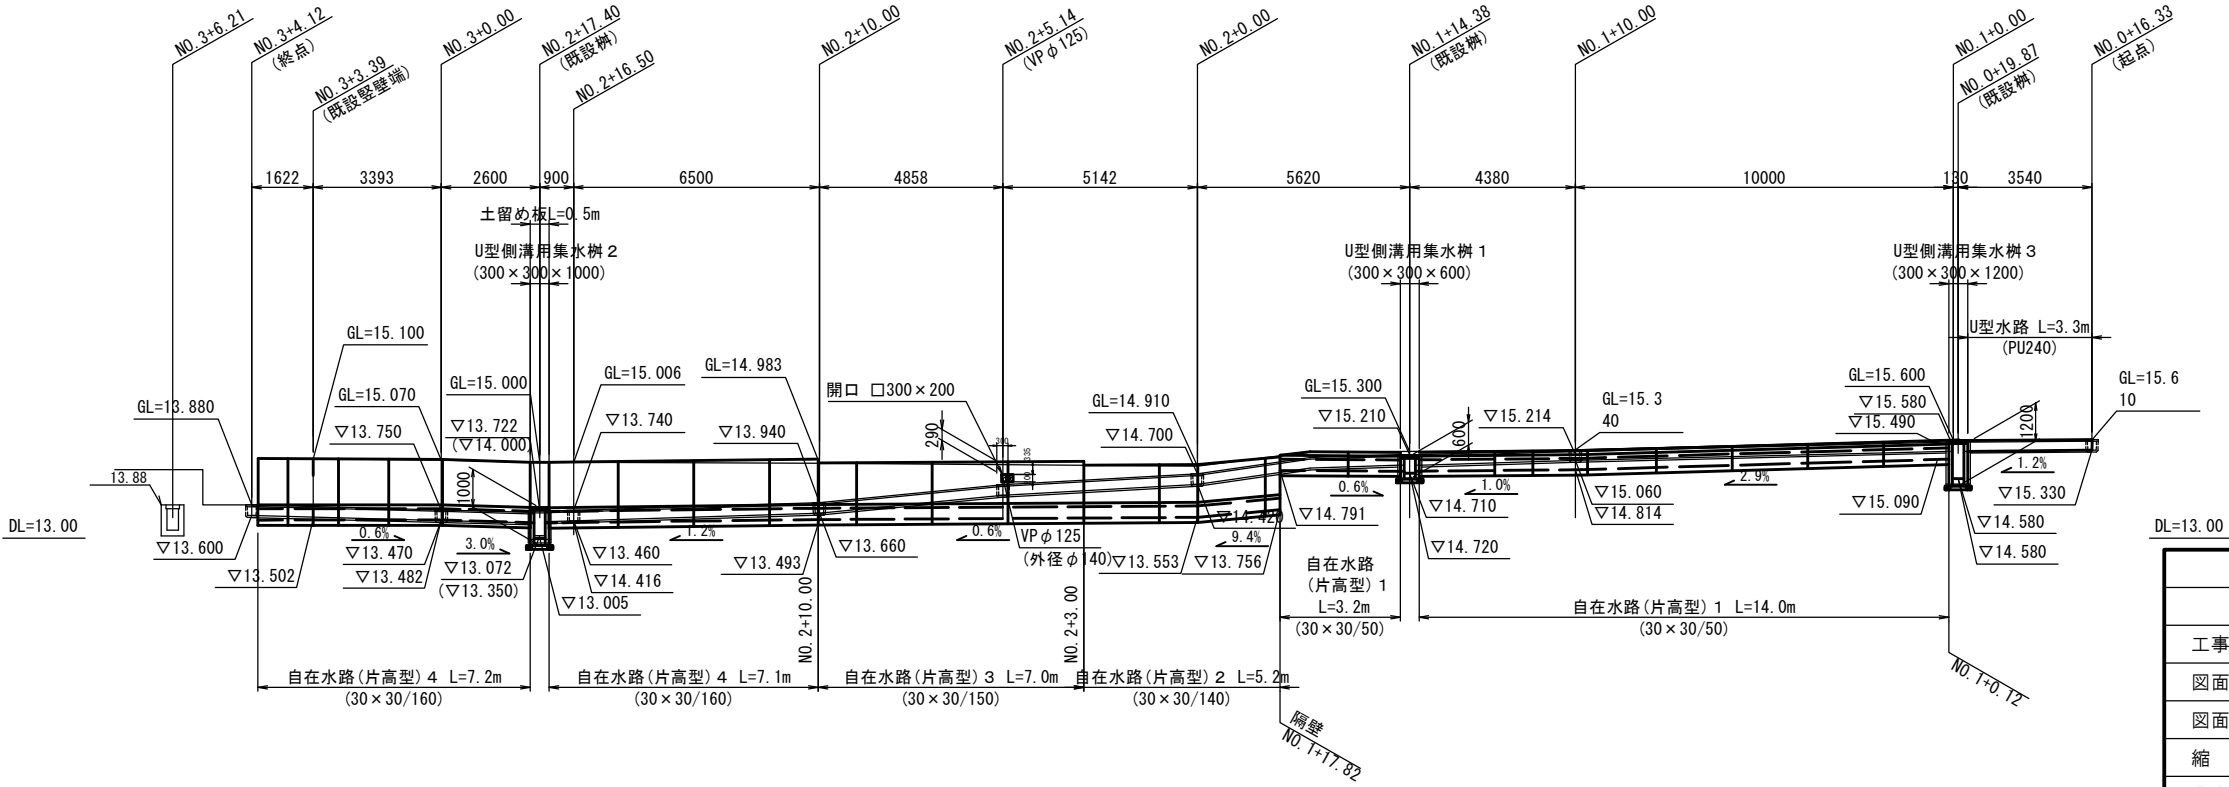 NO.3+6.21
NO.3+4.12
(終点)
NO.3+3.39
(既設竪壁端)
NO.3+0.00
NO.2+17.40
(既設桝)
NO.2+16.50
NO.2+10.00
NO.2+5.14
(VPφ125)
NO.2+0.00
NO.1+14.38
(既設桝)
NO.1+10.00
NO.1+0.00
NO.0+19.87
(既設桝)
NO.0+16.33
(起点)
1622
3393
2600
900
6500
4858
5142
5620
4380
10000
130
3540
土留め板L=0.5m
U型側溝用集水桝2
(300×300×1000)
U型側溝用集水桝1
(300×300×600)
U型側溝用集水桝3
(300×300×1200)
U型水路 L=3.3m
(PU240)
GL=15.100
GL=15.070
GL=13.880
▽13.750
GL=15.000
▽13.722
(▽14.000)
GL=15.006
▽13.740
GL=14.983
▽13.940
開口 □300×200
290
300
335
GL=14.910
▽14.700
GL=15.300
▽15.210
600
▽15.214
GL=15.3
40
GL=15.600
▽15.580
▽15.490
1200
GL=15.6
10
13.88
1000
DL=13.00
▽13.600
▽13.502
0.6%
▽13.470
▽13.482
3.0%
▽13.072
(▽13.350)
▽13.005
▽13.460
▽14.416
1.2%
▽13.493
▽13.660
0.6%
VPφ125
(外径φ140)
▽13.553
▽14.420
9.4%
▽13.756
▽14.791
0.6%
▽14.710
▽14.720
1.0%
▽15.060
▽14.814
2.9%
▽15.090
1.2%
▽15.330
▽14.580
▽14.580
DL=13.00
NO.2+10.00
NO.2+3.00
自在水路
(片高型)1
L=3.2m
(30×30/50)
自在水路(片高型)1 L=14.0m
(30×30/50)
自在水路(片高型)4 L=7.2m
(30×30/160)
自在水路(片高型)4 L=7.1m
(30×30/160)
自在水路(片高型)3 L=7.0m
(30×30/150)
自在水路(片高型)2 L=5.2m
(30×30/140)
隔壁
NO.1+17.82
NO.1+0.12
工事
図面
図面
縮